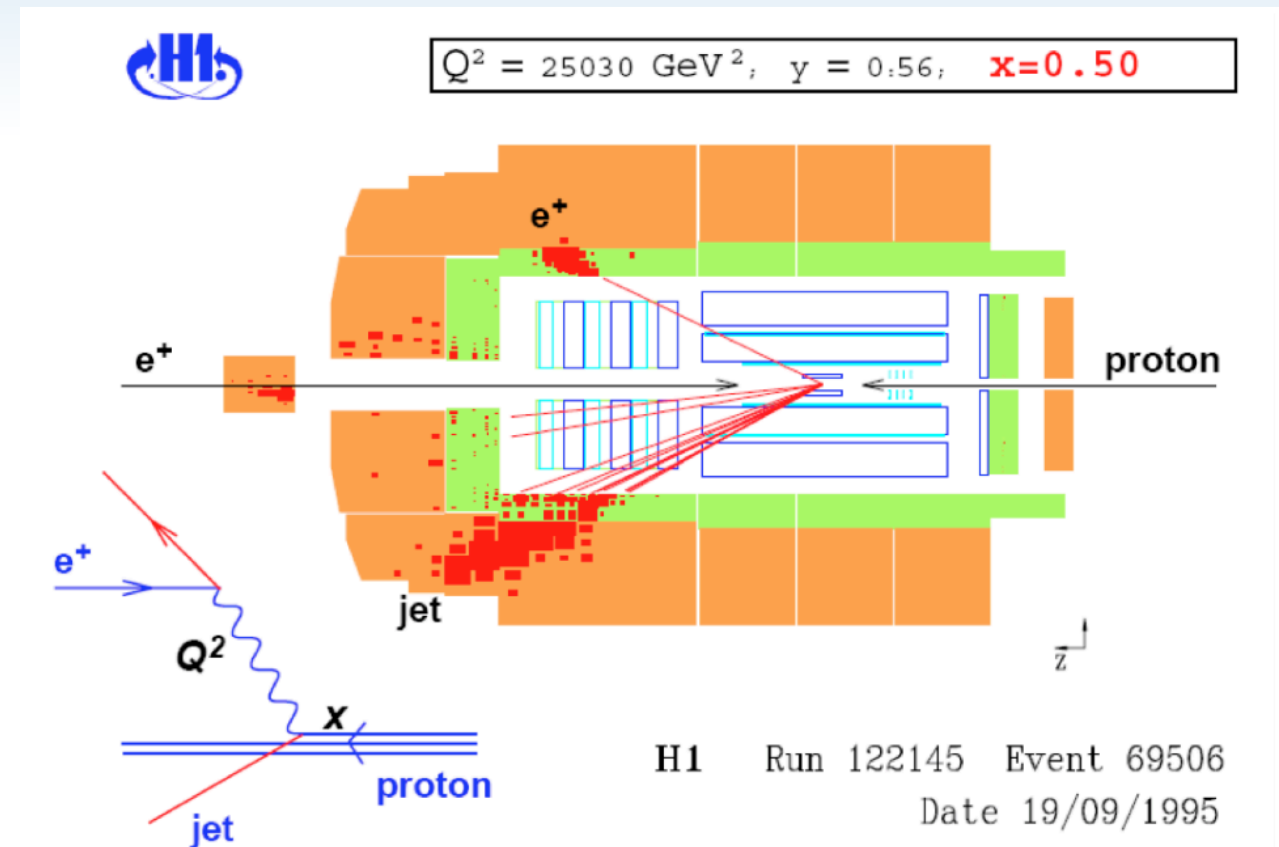 H1
Q² = 25030 GeV²; y = 0.56; x=0.50
e⁺
e⁺
proton
jet
z
e⁺
Q²
x
proton
jet
H1 Run 122145 Event 69506
Date 19/09/1995